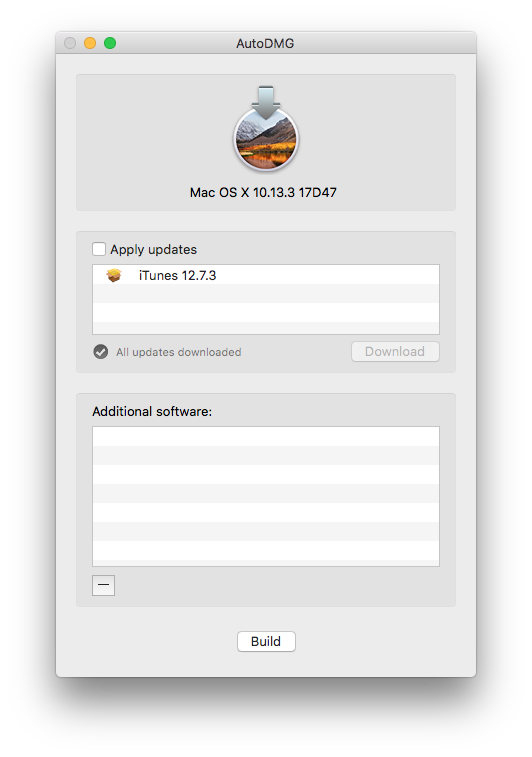 AutoDMG
Mac OS X 10.13.3 17D47
Apply updates
iTunes 12.7.3
All updates downloaded
Download
Additional software:
Build